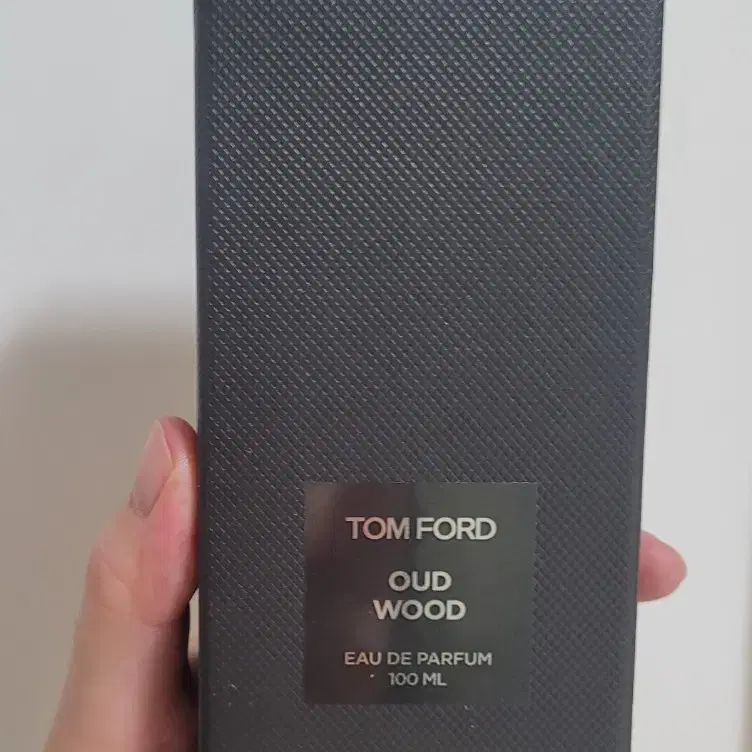 TOM FORD
OUD
WOOD
EAU DE PARFUM
100 ML